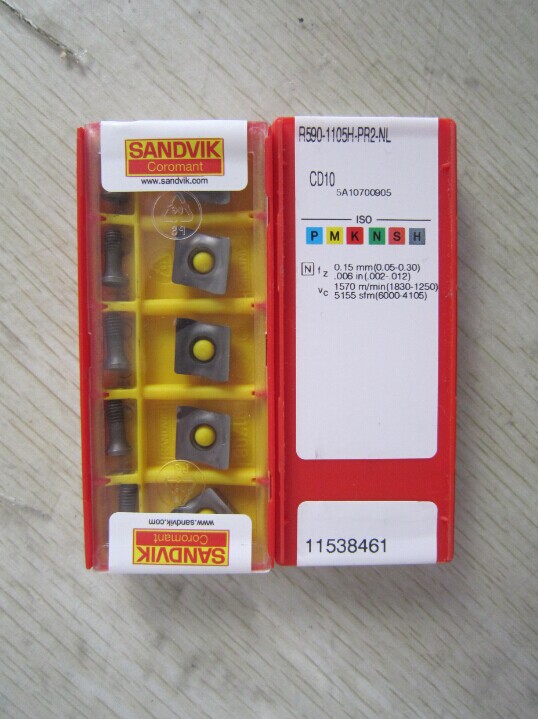 SANDVIK
Coromant
www.sandvik.com
www.sandvik.com
Coromant
SANDVIK
R590-1105H-PR2-NL
CD10
5A10700905
ISO
P M K N S H
N fz 0.15 mm(0.05-0.30)
.006 in(.002-.012)
vc 1570 m/min(1830-1250)
5155 sfm(6000-4105)
11538461